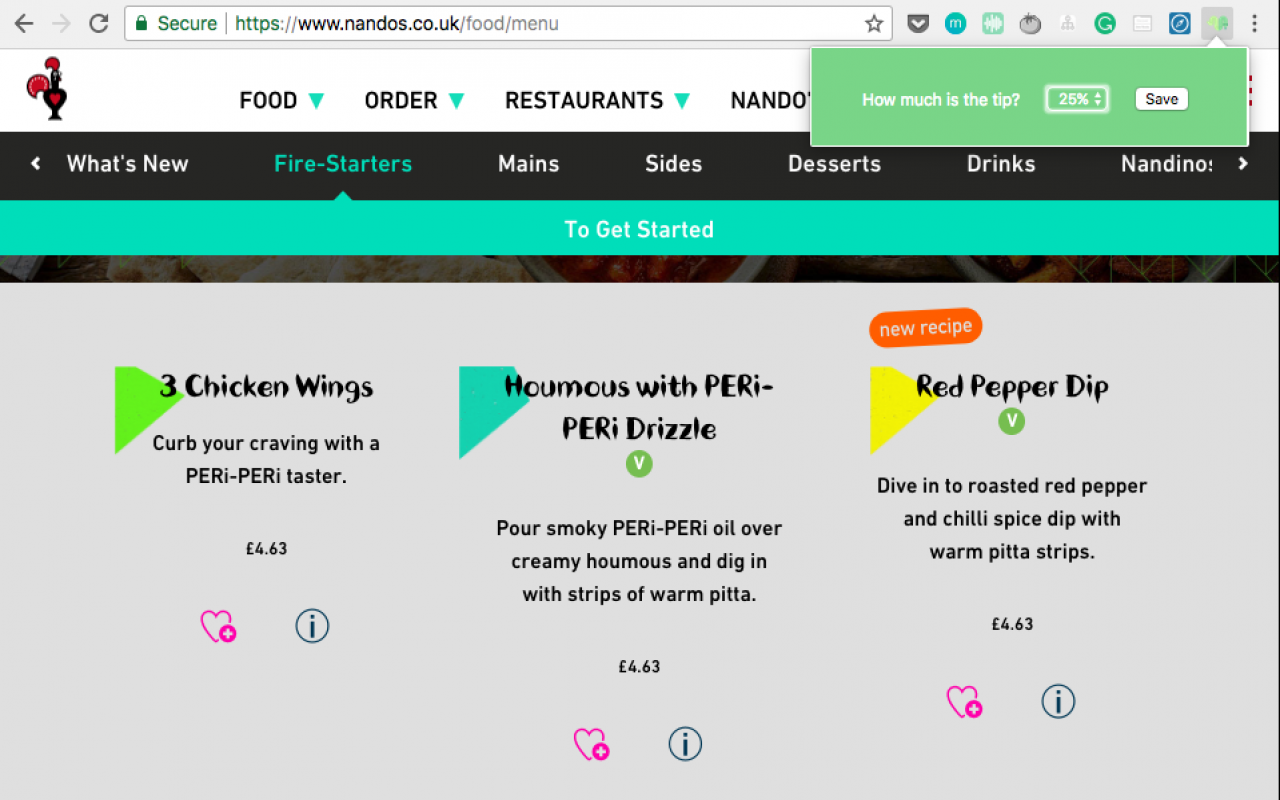 Secure https://www.nandos.co.uk/food/menu
m
G
FOOD ▼ ORDER ▼ RESTAURANTS ▼ NANDO'
How much is the tip? 25% Save
What's New Fire-Starters Mains Sides Desserts Drinks Nandinos
To Get Started
new recipe
3 Chicken Wings
Curb your craving with a
PERi-PERi taster.
£4.63
i
Houmous with PERi-
PERi Drizzle
V
Pour smoky PERi-PERi oil over
creamy houmous and dig in
with strips of warm pitta.
£4.63
i
Red Pepper Dip
V
Dive in to roasted red pepper
and chilli spice dip with
warm pitta strips.
£4.63
i